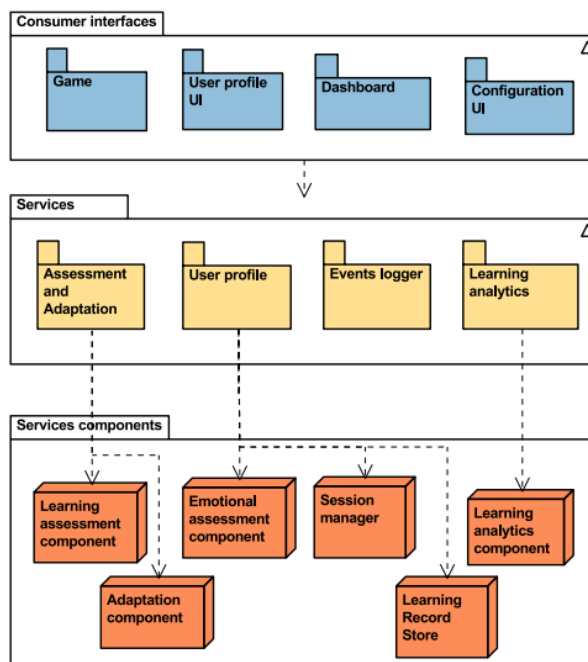 Consumer interfaces
Game
User profile
UI
Dashboard
Configuration
UI
Services
Assessment
and
Adaptation
User profile
Events logger
Learning
analytics
Services components
Learning
assessment
component
Emotional
assessment
component
Session
manager
Learning
analytics
component
Adaptation
component
Learning
Record
Store